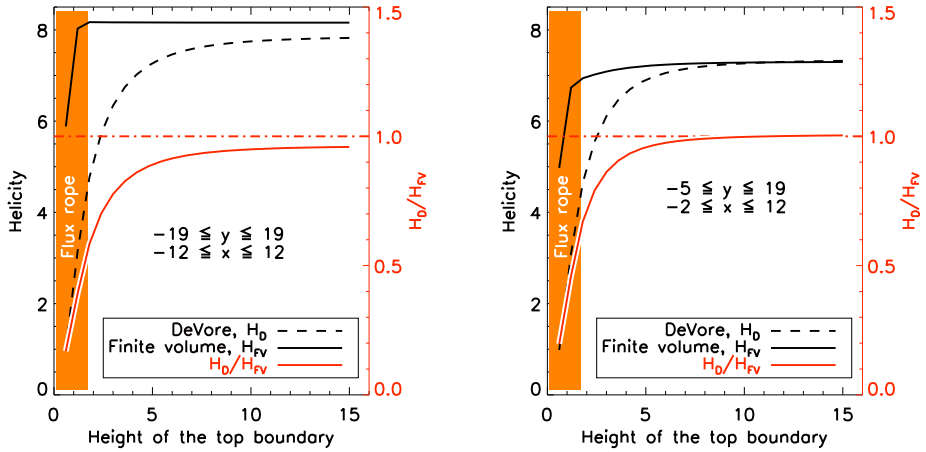 8
6
4
2
0
Helicity
Flux rope
−19 ≦ y ≦ 19
−12 ≦ x ≦ 12
DeVore, H_D
Finite volume, H_FV
H_D/H_FV
0 5 10 15
Height of the top boundary
1.5
1.0
0.5
0.0
H_D/H_FV
8
6
4
2
0
Helicity
Flux rope
−5 ≦ y ≦ 19
−2 ≦ x ≦ 12
DeVore, H_D
Finite volume, H_FV
H_D/H_FV
0 5 10 15
Height of the top boundary
1.5
1.0
0.5
0.0
H_D/H_FV